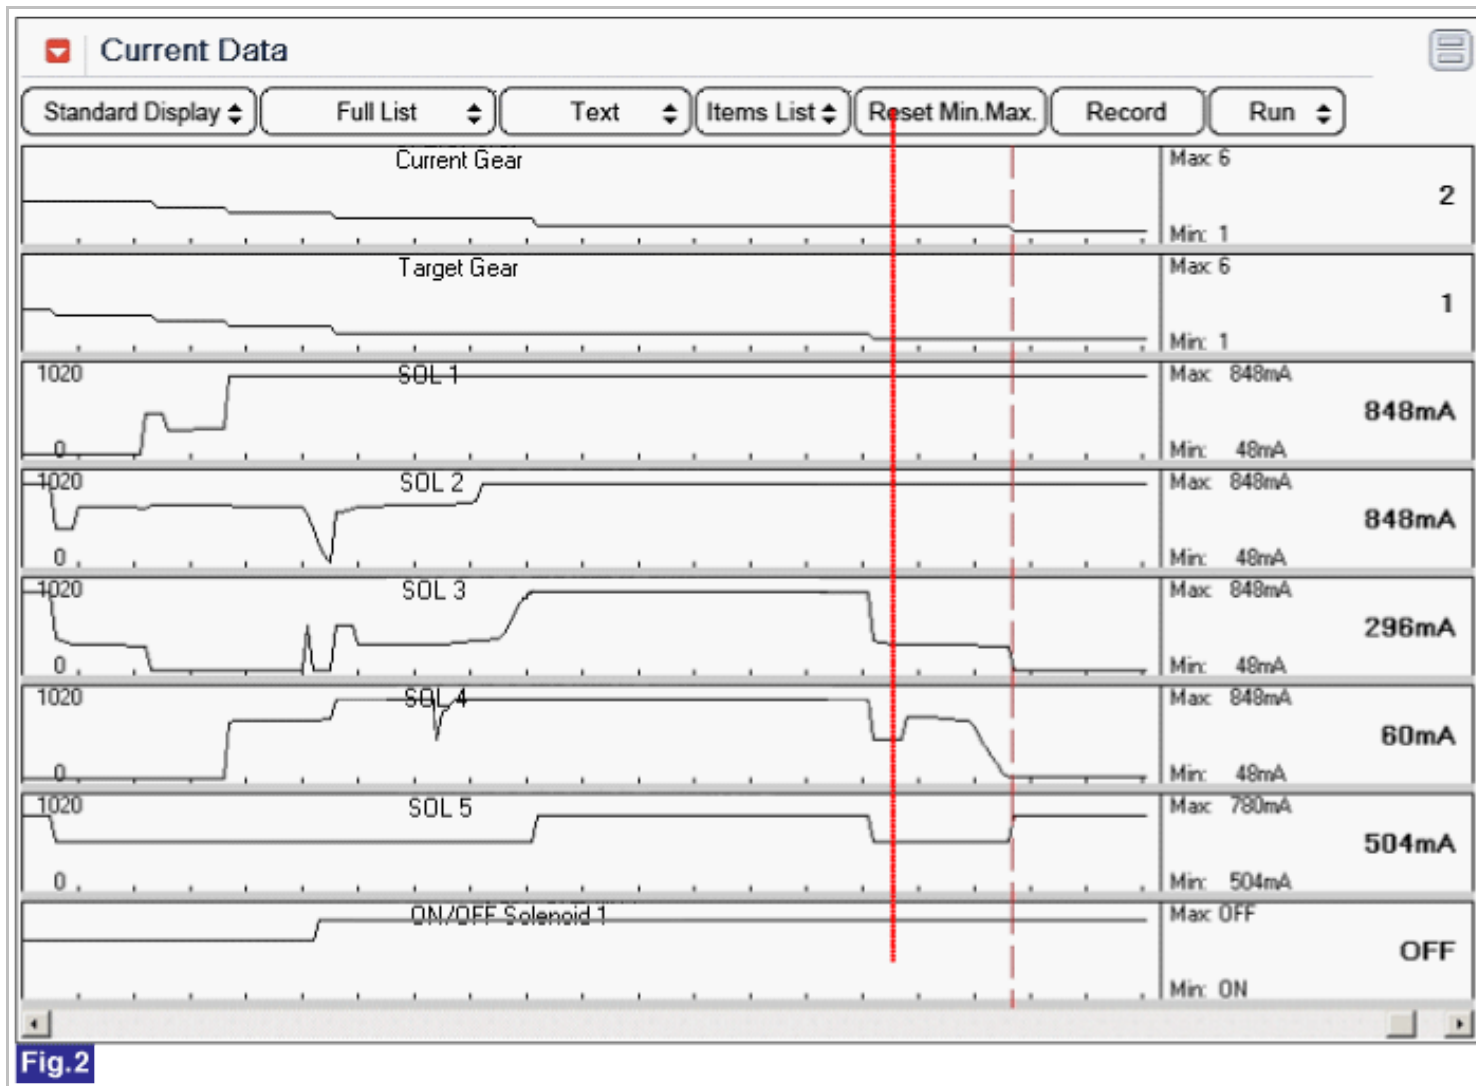 Current Data
Standard Display Full List Text Items List Reset Min.Max. Record Run
Current Gear
Max: 6
2
Min: 1
Target Gear
Max: 6
1
Min: 1
1020
SOL 1
Max: 848mA
848mA
0
Min: 48mA
1020
SOL 2
Max: 848mA
848mA
0
Min: 48mA
1020
SOL 3
Max: 848mA
296mA
0
Min: 48mA
1020
SOL 4
Max: 848mA
60mA
0
Min: 48mA
1020
SOL 5
Max: 780mA
504mA
0
Min: 504mA
ON/OFF Solenoid 1
Max: OFF
OFF
Min: ON
Fig.2